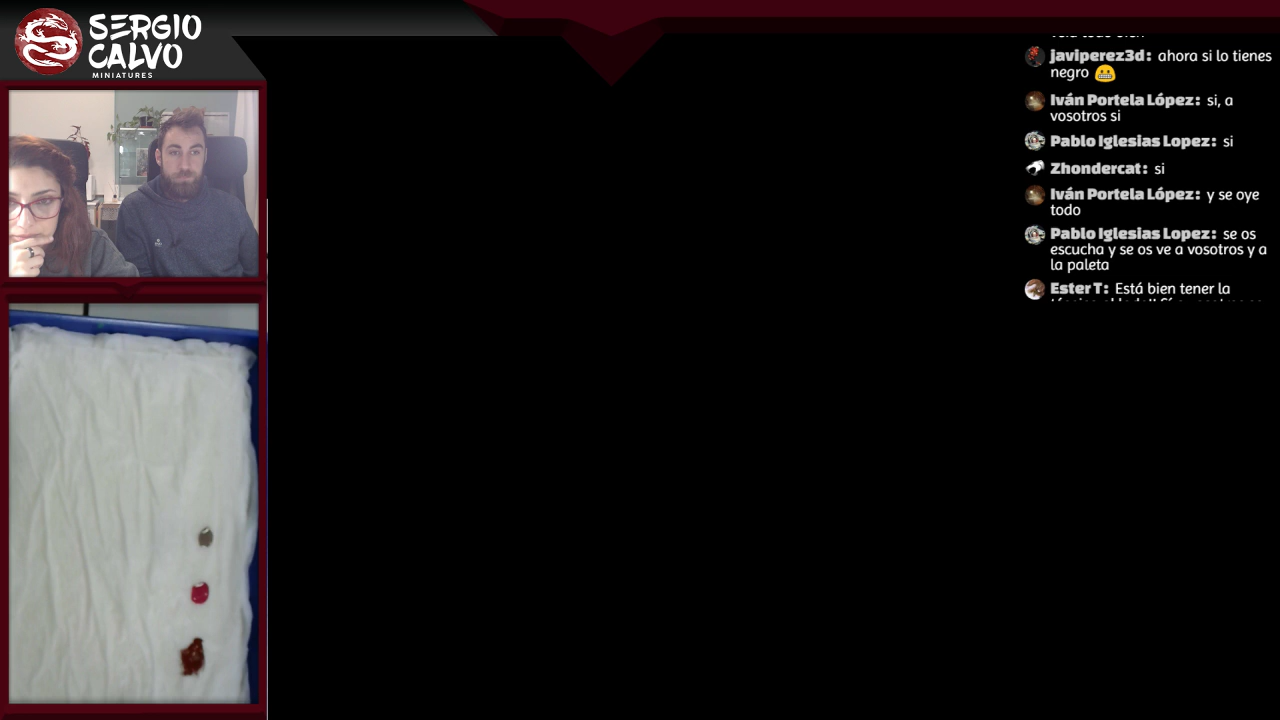 SERGIO
CALVO
MINIATURES
javiperez3d: ahora si lo tienes
negro 😬
Iván Portela López: si, a
vosotros si
Pablo Iglesias Lopez: si
Zhondercat: si
Iván Portela López: y se oye
todo
Pablo Iglesias Lopez: se os
escucha y se os ve a vosotros y a
la paleta
Ester T: Está bien tener la